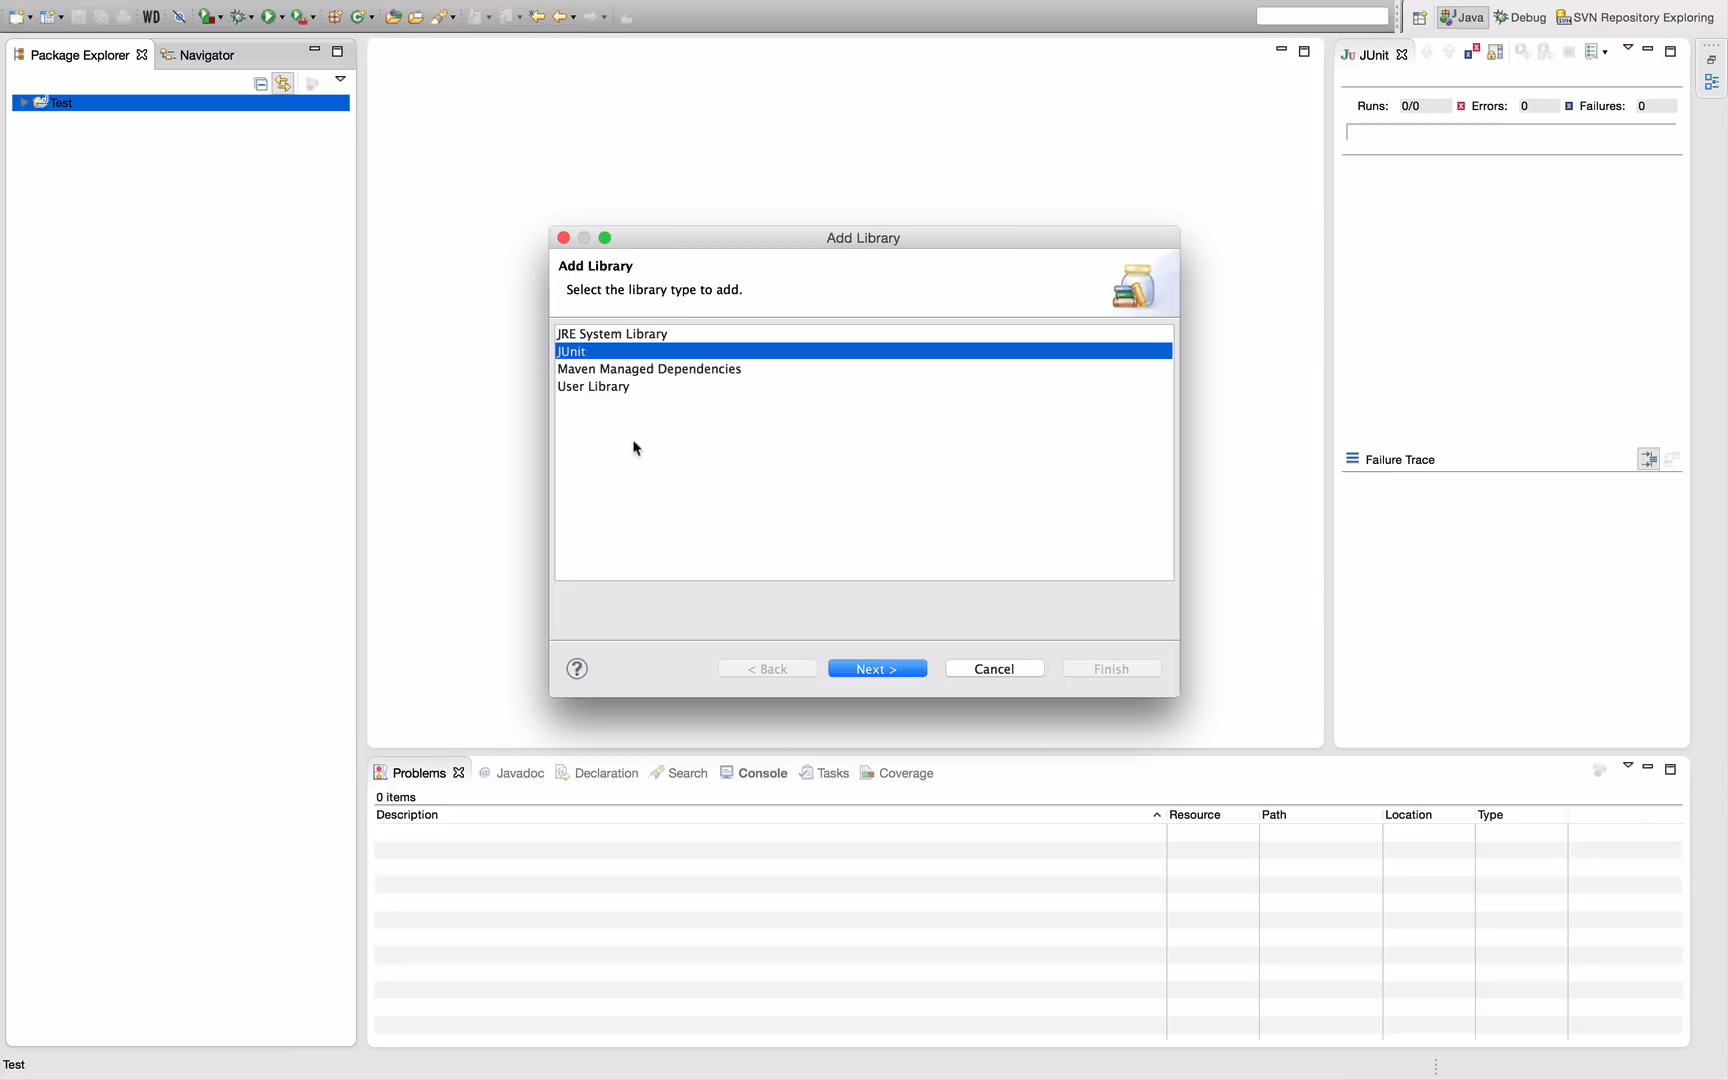 WD
Java
Debug
SVN Repository Exploring
Package Explorer
Navigator
Test
Ju JUnit
Runs: 0/0
Errors: 0
Failures: 0
Failure Trace
Add Library
Add Library
Select the library type to add.
JRE System Library
JUnit
Maven Managed Dependencies
User Library
?
< Back
Next >
Cancel
Finish
Problems
@ Javadoc
Declaration
Search
Console
Tasks
Coverage
0 items
Description
Resource
Path
Location
Type
Test